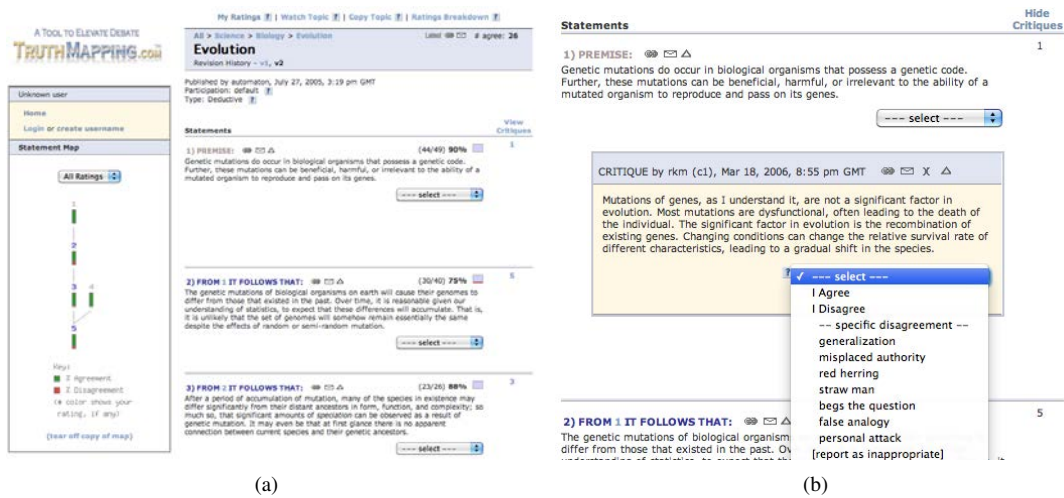 My Ratings ? | Watch Topic ? | Copy Topic ? | Ratings Breakdown ?
A TOOL TO ELEVATE DEBATE
TRUTHMAPPING.com
Unknown user
Home
Login or create username
Statement Map
All Ratings
1
2
3 4
5
Key:
% Agreement
% Disagreement
(# color shows your
rating, if any)
(tear off copy of map)
All > Science > Biology > Evolution
# agree: 26
Evolution
Revision History - v1, v2
Published by automaton, July 27, 2005, 3:19 pm GMT
Participation: default ?
Type: Deductive ?
Statements
View
Critiques
1) PREMISE: (44/49) 90% 1
Genetic mutations do occur in biological organisms that possess a genetic code.
Further, these mutations can be beneficial, harmful, or irrelevant to the ability of a
mutated organism to reproduce and pass on its genes.
--- select ---
2) FROM 1 IT FOLLOWS THAT: (30/40) 75% 5
The genetic mutations of biological organisms on earth will cause their genomes to
differ from those that existed in the past. Over time, it is reasonable given our
understanding of statistics, to expect that these differences will accumulate. That is,
it is unlikely that the set of genomes will somehow remain essentially the same
despite the effects of random or semi-random mutation.
--- select ---
3) FROM 2 IT FOLLOWS THAT: (23/26) 88% 3
After a period of accumulation of mutation, many of the species in existence may
differ significantly from their distant ancestors in form, function, and complexity; so
much so, that significant amounts of speciation can be observed as a result of
genetic mutation. It may even be that at first glance there is no apparent
connection between current species and their genetic ancestors.
--- select ---
(a)
Statements
Hide
Critiques
1) PREMISE: 1
Genetic mutations do occur in biological organisms that possess a genetic code.
Further, these mutations can be beneficial, harmful, or irrelevant to the ability of a
mutated organism to reproduce and pass on its genes.
--- select ---
CRITIQUE by rkm (c1), Mar 18, 2006, 8:55 pm GMT X
Mutations of genes, as I understand it, are not a significant factor in
evolution. Most mutations are dysfunctional, often leading to the death of
the individual. The significant factor in evolution is the recombination of
existing genes. Changing conditions can change the relative survival rate of
different characteristics, leading to a gradual shift in the species.
? ✓ --- select ---
I Agree
I Disagree
-- specific disagreement --
generalization
misplaced authority
red herring
straw man
begs the question
false analogy
personal attack
[report as inappropriate]
2) FROM 1 IT FOLLOWS THAT: 5
The genetic mutations of biological organism
differ from those that existed in the past. Ov
(b)